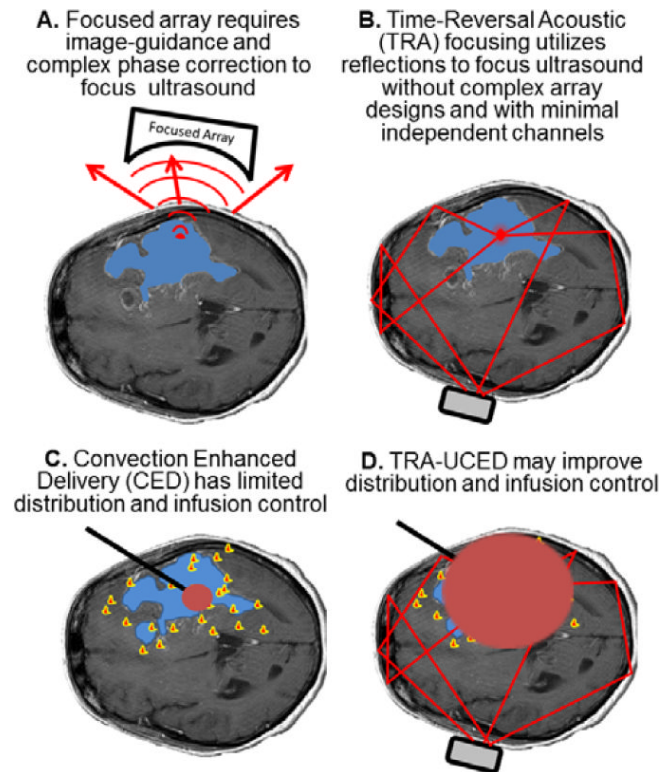 A. Focused array requires
image-guidance and
complex phase correction to
focus ultrasound
B. Time-Reversal Acoustic
(TRA) focusing utilizes
reflections to focus ultrasound
without complex array
designs and with minimal
independent channels
Focused Array
C. Convection Enhanced
Delivery (CED) has limited
distribution and infusion control
D. TRA-UCED may improve
distribution and infusion control